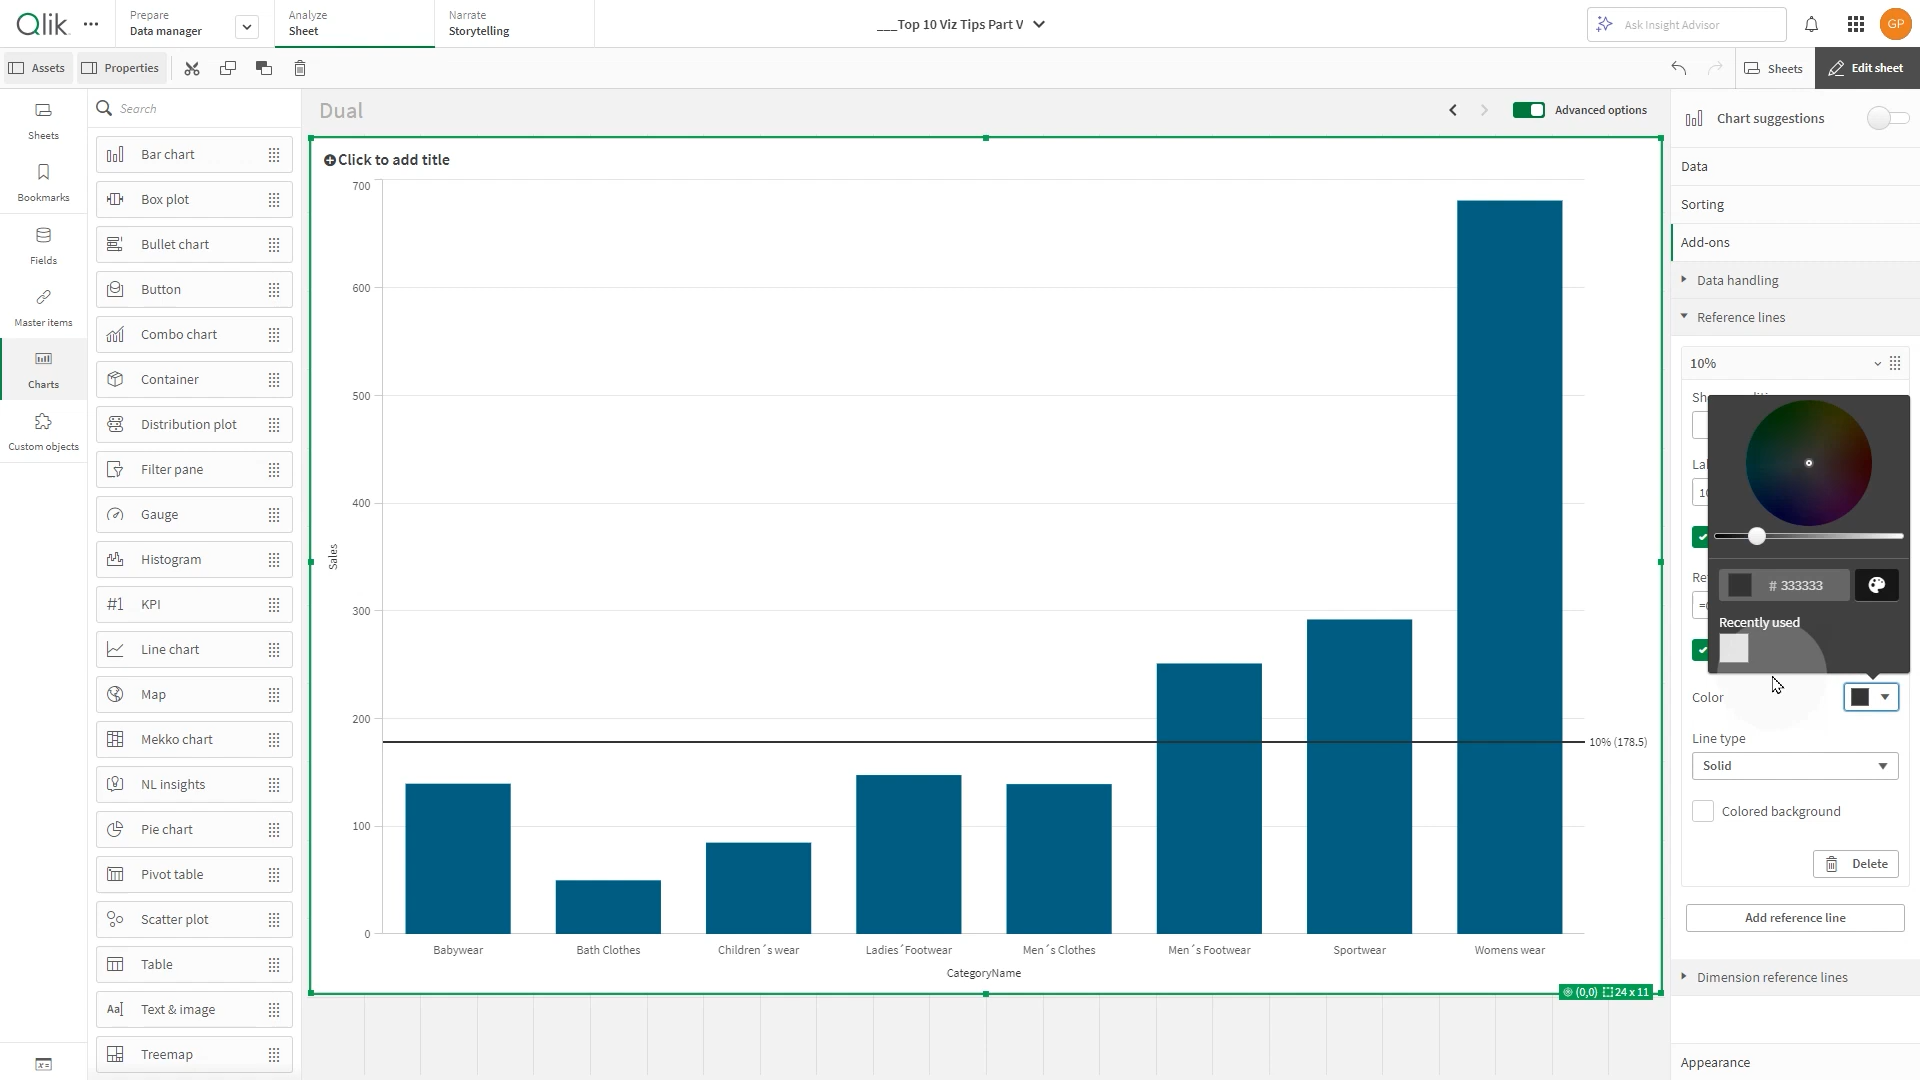 Qlik
Prepare
Data manager
Analyze
Sheet
Narrate
Storytelling
___Top 10 Viz Tips Part V
Ask Insight Advisor
GP
Assets
Properties
Sheets
Edit sheet
Sheets
Bookmarks
Fields
Master items
Charts
Custom objects
Search
Bar chart
Box plot
Bullet chart
Button
Combo chart
Container
Distribution plot
Filter pane
Gauge
Histogram
#1 KPI
Line chart
Map
Mekko chart
NL insights
Pie chart
Pivot table
Scatter plot
Table
Aa Text & image
Treemap
Dual
Advanced options
Click to add title
700
600
500
400
300
200
100
0
Sales
10% (178.5)
Babywear
Bath Clothes
Children´s wear
Ladies´Footwear
Men´s Clothes
Men´s Footwear
Sportwear
Womens wear
CategoryName
(0,0) 24 x 11
Chart suggestions
Data
Sorting
Add-ons
Data handling
Reference lines
10%
# 333333
Recently used
Color
Line type
Solid
Colored background
Delete
Add reference line
Dimension reference lines
Appearance